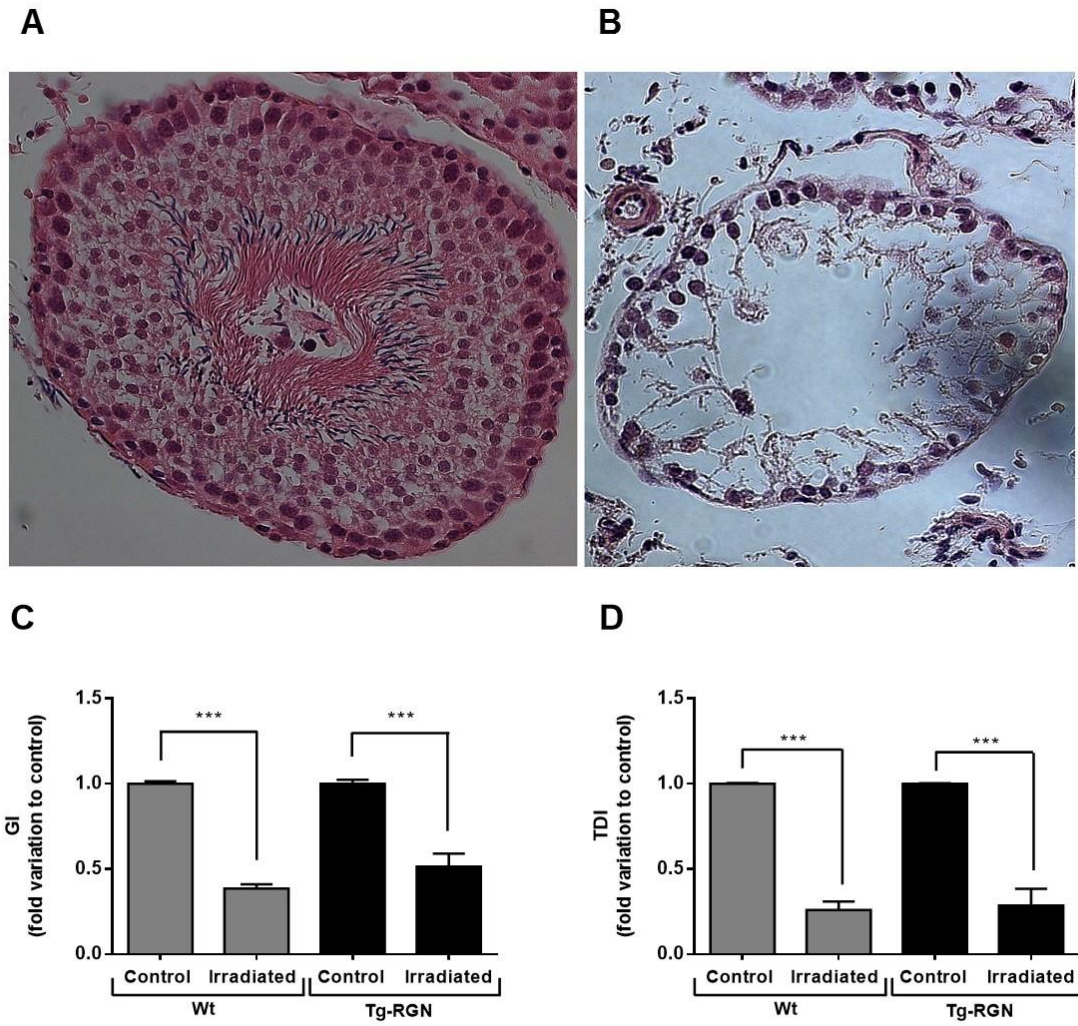 A
B
C
D
GI
(fold variation to control)
1.5
1.0
0.5
0.0
***
***
Control Irradiated Control Irradiated
Wt Tg-RGN
TDI
(fold variation to control)
1.5
1.0
0.5
0.0
***
***
Control Irradiated Control Irradiated
Wt Tg-RGN